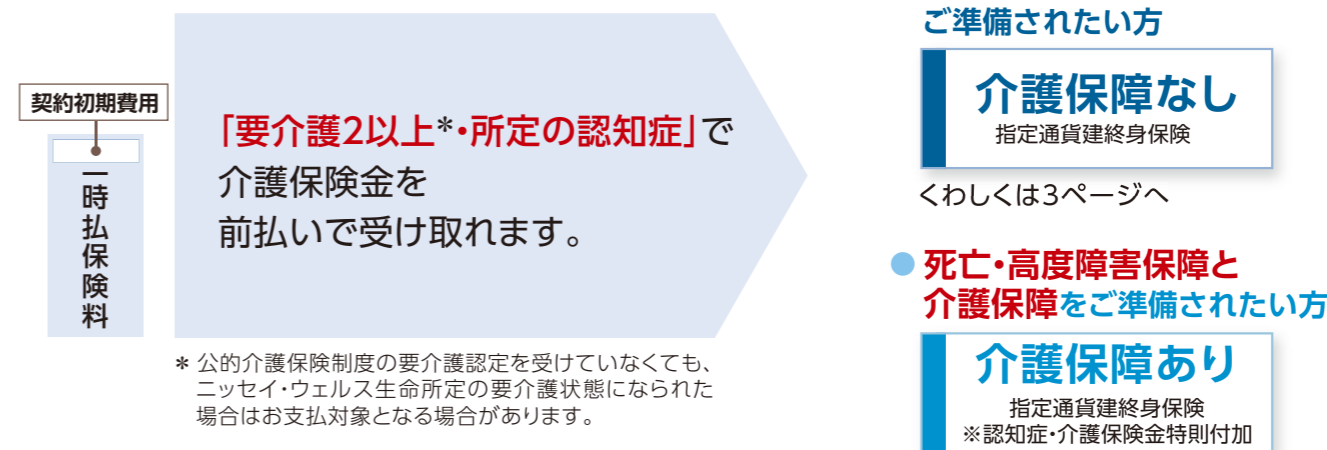 契約初期費用
一時払保険料
「要介護2以上*・所定の認知症」で
介護保険金を
前払いで受け取れます。
* 公的介護保険制度の要介護認定を受けていなくても、
ニッセイ・ウェルス生命所定の要介護状態になられた
場合はお支払対象となる場合があります。
ご準備されたい方
介護保障なし
指定通貨建終身保険
くわしくは3ページへ
● 死亡・高度障害保障と
介護保障をご準備されたい方
介護保障あり
指定通貨建終身保険
※認知症・介護保険金特則付加